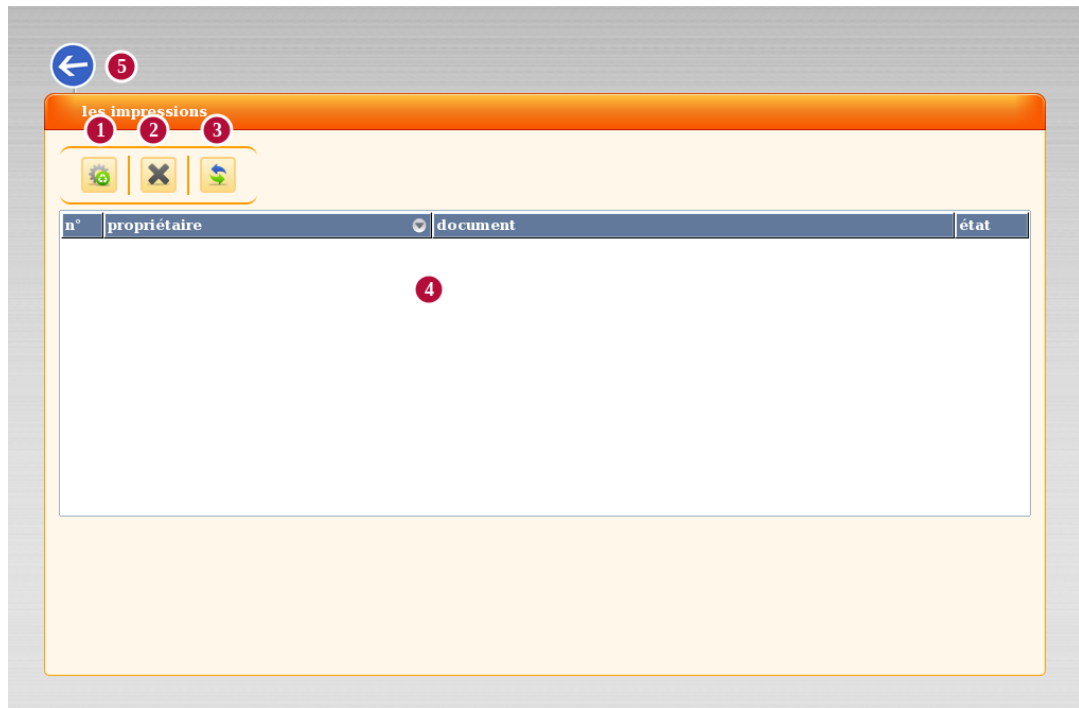 5
les impressions
1 2 3
n° propriétaire document état
4